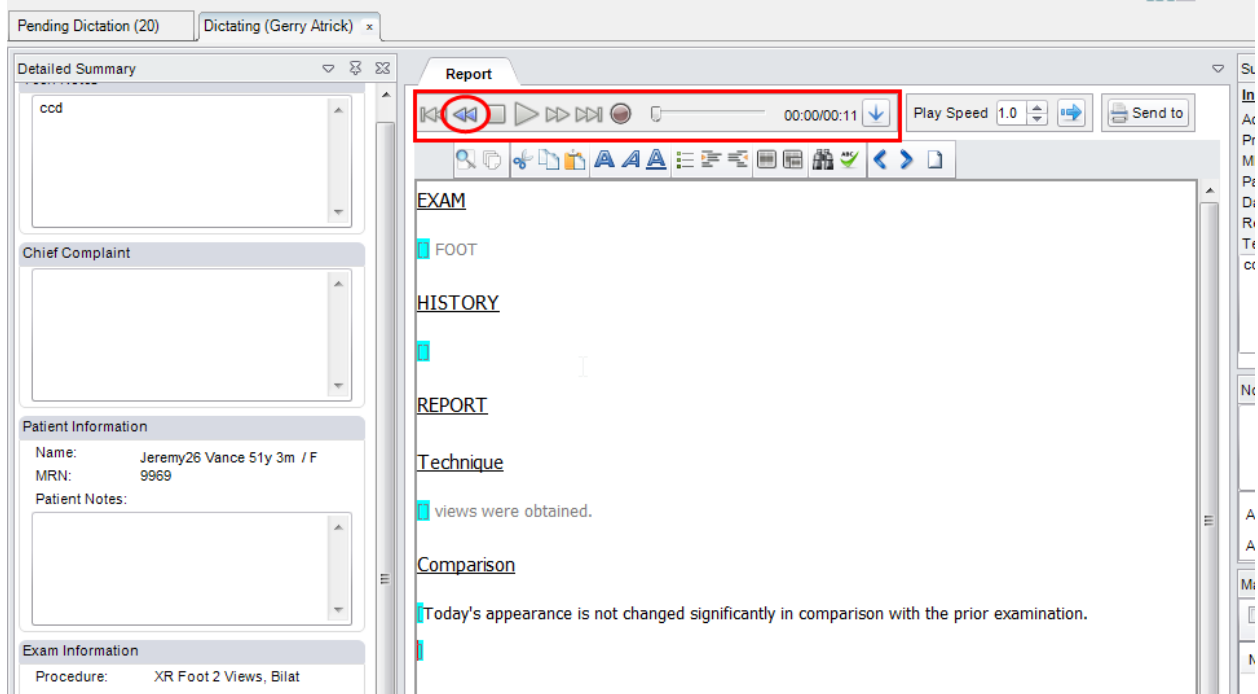 Pending Dictation (20)
Dictating (Gerry Atrick) ×
Detailed Summary
ccd
Chief Complaint
Patient Information
Name: Jeremy26 Vance 51y 3m / F
MRN: 9969
Patient Notes:
Exam Information
Procedure: XR Foot 2 Views, Bilat
Report
00:00/00:11
Play Speed 1.0
Send to
ABC
EXAM
[] FOOT
HISTORY
[]
REPORT
Technique
[] views were obtained.
Comparison
[Today's appearance is not changed significantly in comparison with the prior examination.
]